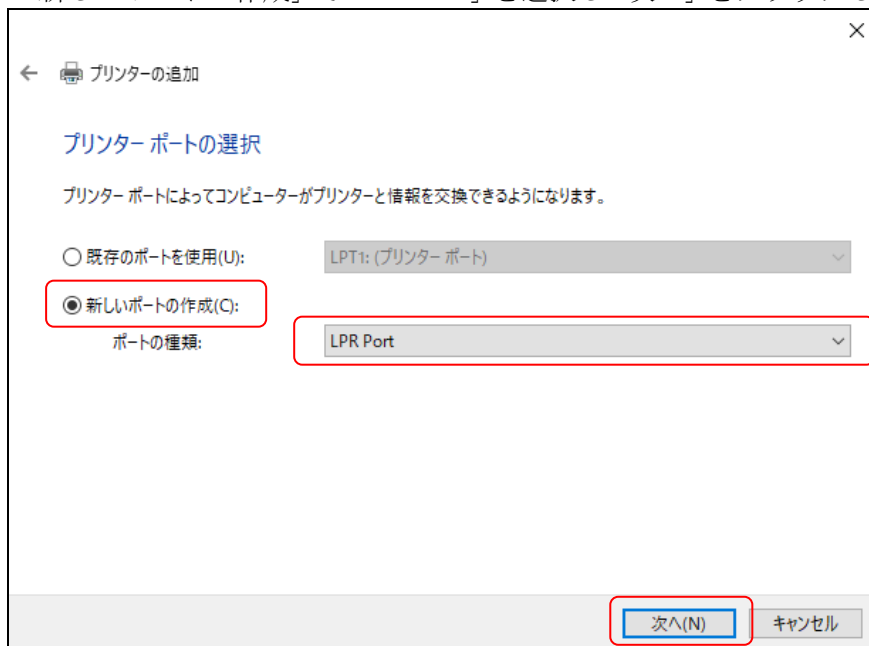 プリンターの追加
プリンター ポートの選択
プリンター ポートによってコンピューターがプリンターと情報を交換できるようになります。
既存のポートを使用(U): LPT1: (プリンター ポート)
新しいポートの作成(C):
ポートの種類: LPR Port
次へ(N) キャンセル